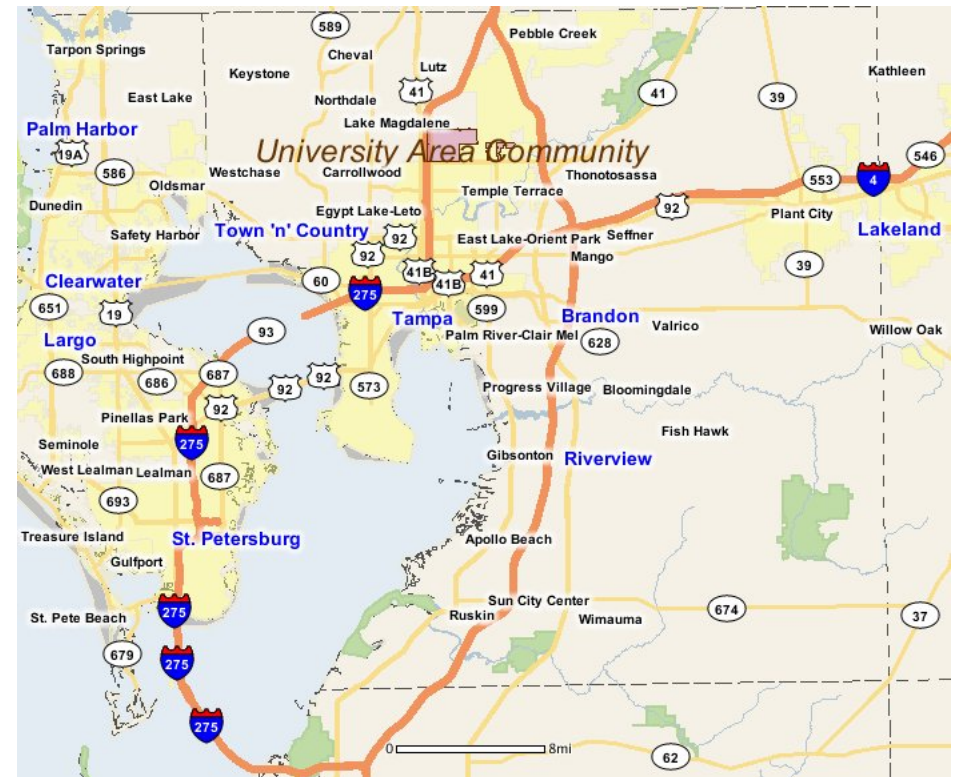 589
Pebble Creek
Tarpon Springs
Cheval
Lutz
Keystone
Kathleen
41
41
39
East Lake
Northdale
Lake Magdalene
Palm Harbor
19A
University Area Community
546
586
Westchase
Carrollwood
Thonotosassa
553
4
Oldsmar
Temple Terrace
Dunedin
92
Egypt Lake-Leto
Plant City
Town 'n' Country
Lakeland
Safety Harbor
92
East Lake-Orient Park
Seffner
92
Mango
39
41B
41
Clearwater
60
275
41B
651
19
599
Tampa
Brandon
93
Valrico
Willow Oak
Largo
Palm River-Clair Mel
628
South Highpoint
688
686
687
92
92
573
Progress Village
Bloomingdale
92
Pinellas Park
Fish Hawk
Seminole
275
Gibsonton
Riverview
West Lealman
Lealman
687
693
Treasure Island
St. Petersburg
Apollo Beach
Gulfport
Sun City Center
674
275
St. Pete Beach
Ruskin
Wimauma
37
679
275
275
0
8mi
62